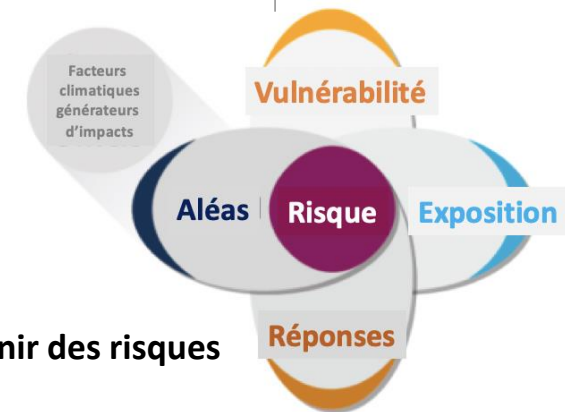 Facteurs
climatiques
générateurs
d'impacts
Vulnérabilité
Aléas
Risque
Exposition
Réponses
nir des risques